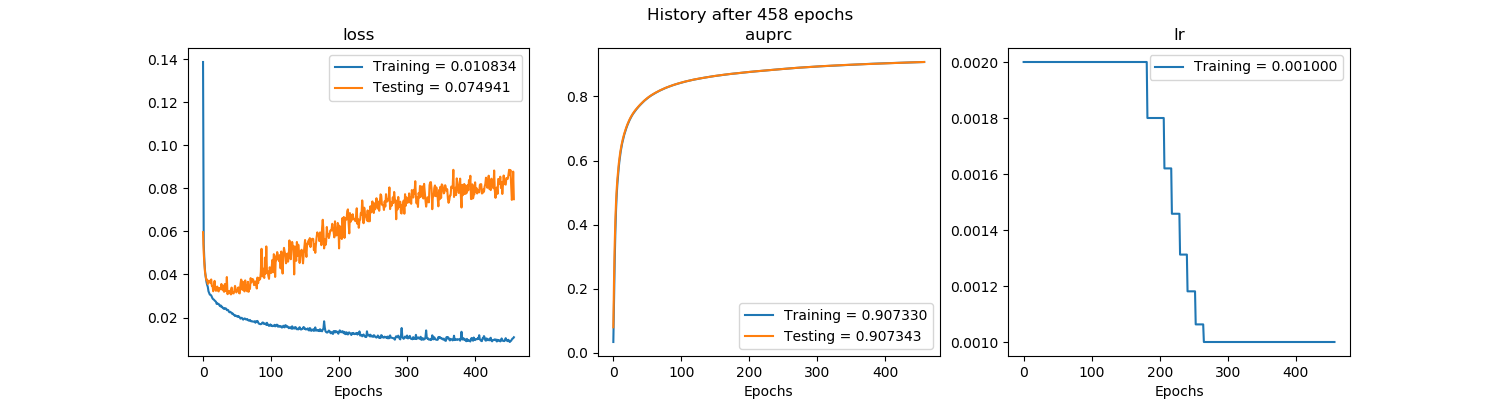 History after 458 epochs
loss
0.14
0.12
0.10
0.08
0.06
0.04
0.02
Training = 0.010834
Testing = 0.074941
0 100 200 300 400
Epochs
auprc
0.8
0.6
0.4
0.2
0.0
Training = 0.907330
Testing = 0.907343
0 100 200 300 400
Epochs
lr
0.0020
0.0018
0.0016
0.0014
0.0012
0.0010
Training = 0.001000
0 100 200 300 400
Epochs